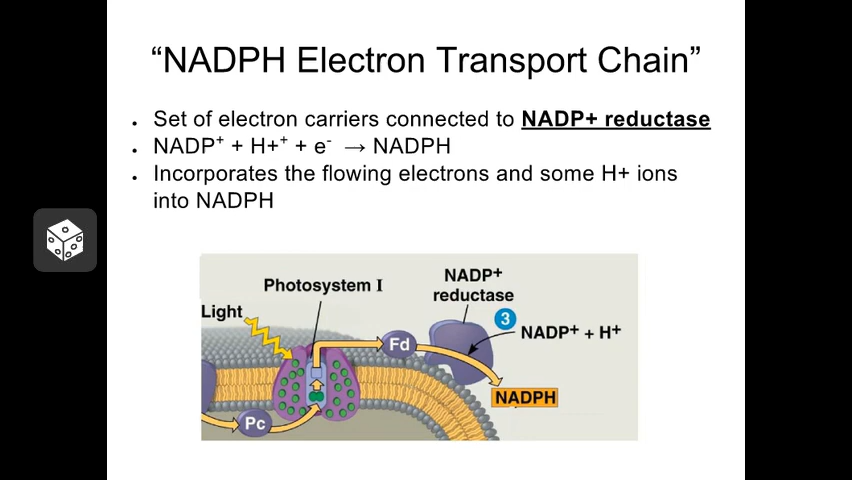 “NADPH Electron Transport Chain”
Set of electron carriers connected to NADP+ reductase
NADP⁺ + H+⁺ + e⁻ → NADPH
Incorporates the flowing electrons and some H+ ions
into NADPH
NADP+
reductase
Photosystem I
Light
3
NADP⁺ + H⁺
Fd
NADPH
Pc